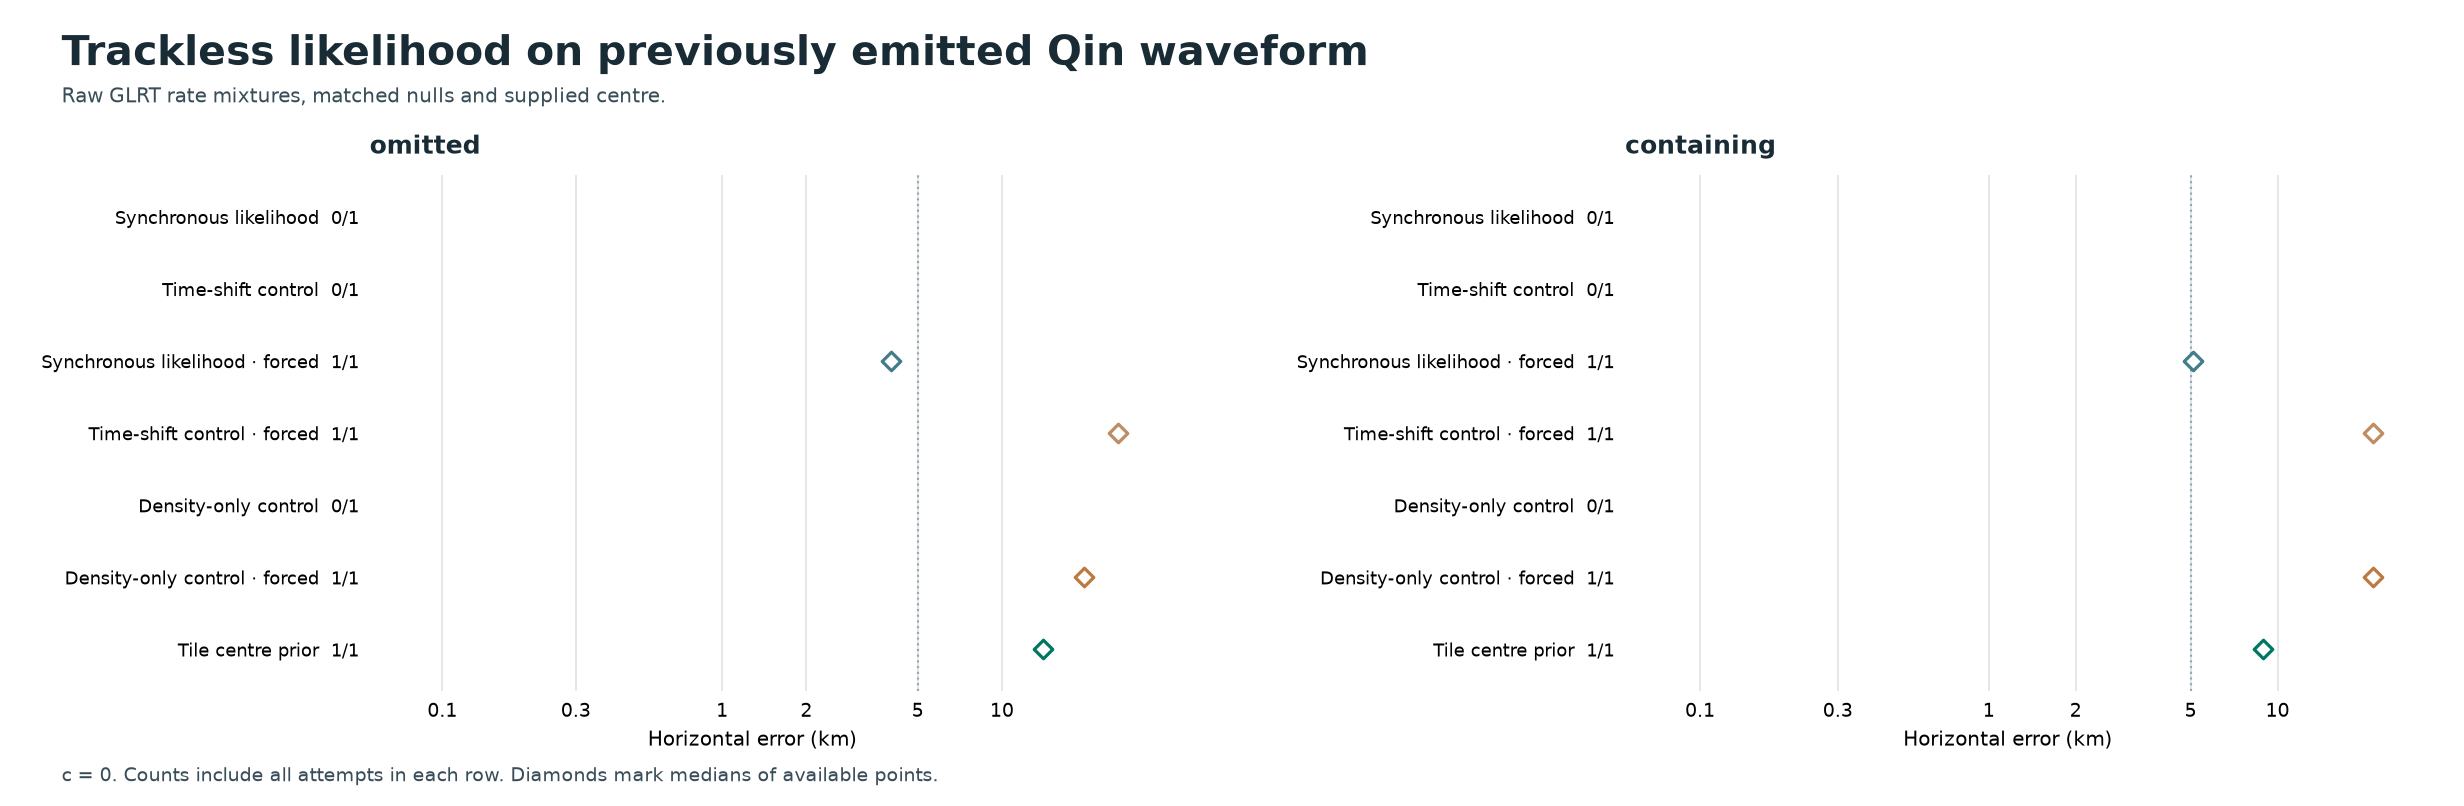 Trackless likelihood on previously emitted Qin waveform
Raw GLRT rate mixtures, matched nulls and supplied centre.
omitted
Synchronous likelihood 0/1
Time-shift control 0/1
Synchronous likelihood · forced 1/1
Time-shift control · forced 1/1
Density-only control 0/1
Density-only control · forced 1/1
Tile centre prior 1/1
0.1 0.3 1 2 5 10
Horizontal error (km)
containing
Synchronous likelihood 0/1
Time-shift control 0/1
Synchronous likelihood · forced 1/1
Time-shift control · forced 1/1
Density-only control 0/1
Density-only control · forced 1/1
Tile centre prior 1/1
0.1 0.3 1 2 5 10
Horizontal error (km)
c = 0. Counts include all attempts in each row. Diamonds mark medians of available points.